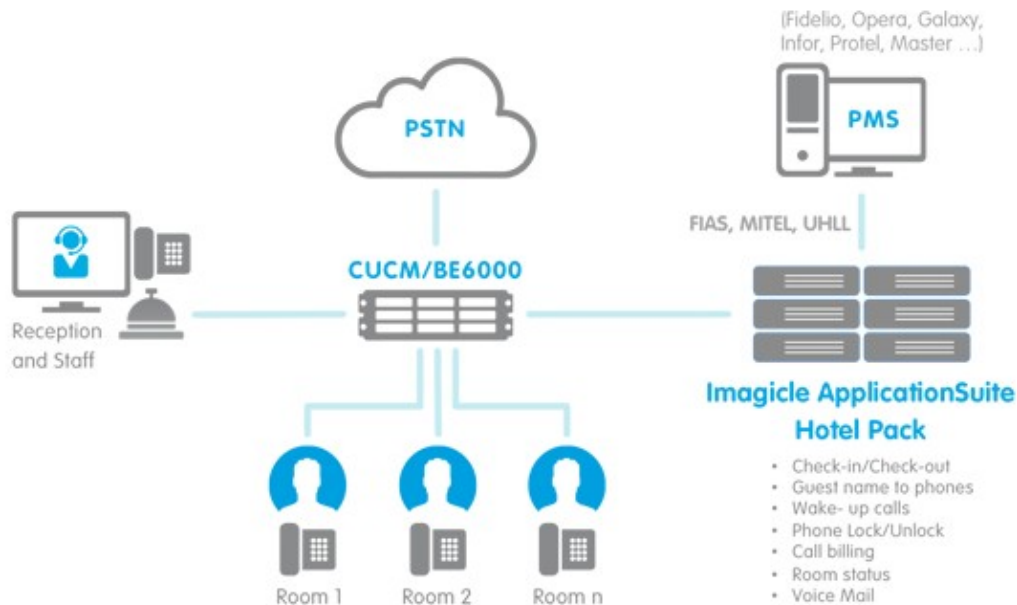 (Fidelio, Opera, Galaxy,
Infor, Protel, Master ...)
PMS
PSTN
FIAS, MITEL, UHLL
CUCM/BE6000
Reception
and Staff
Imagicle ApplicationSuite
Hotel Pack
• Check-in/Check-out
• Guest name to phones
• Wake- up calls
• Phone Lock/Unlock
• Call billing
• Room status
• Voice Mail
Room 1
Room 2
Room n